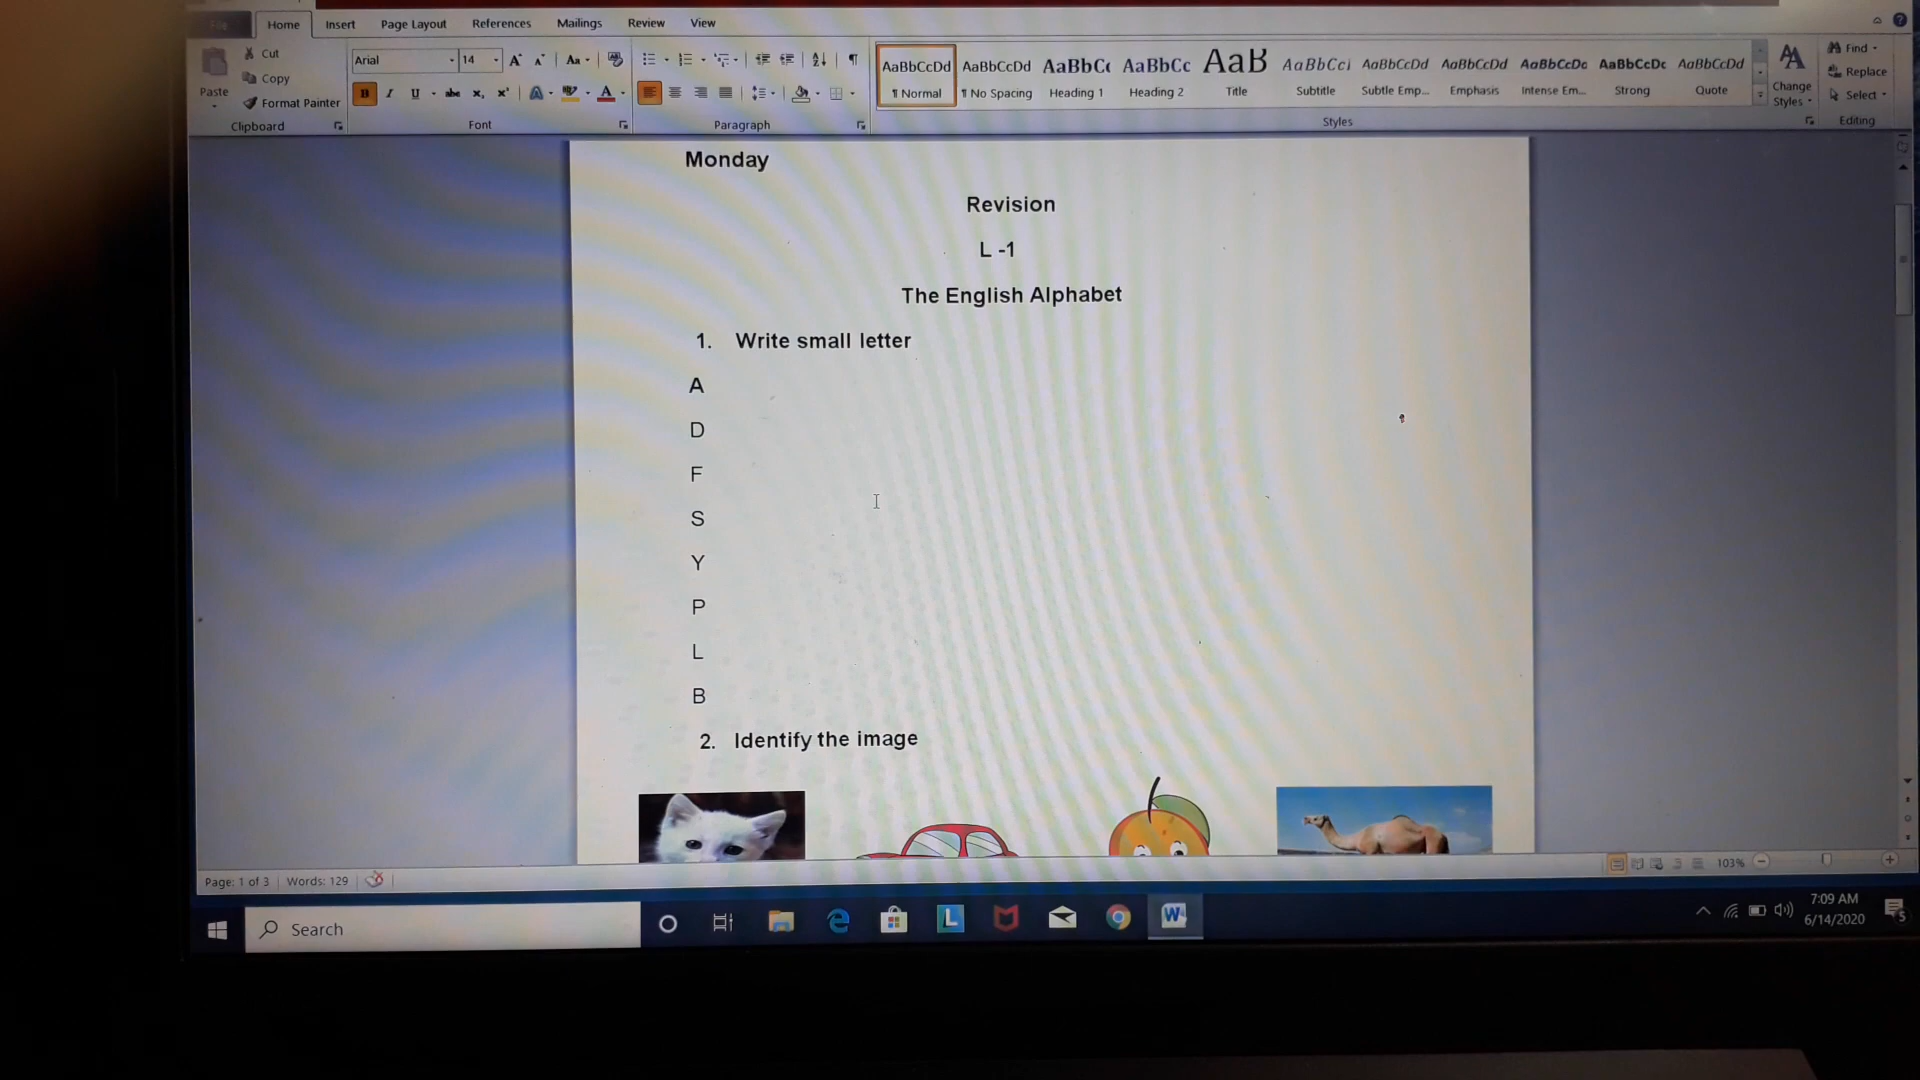 File Home Insert Page Layout References Mailings Review View
Cut
Copy
Format Painter
Paste
Clipboard
Arial 14
Font
Paragraph
AaBbCcDd AaBbCcDd AaBbCc AaBbCc AaB AaBbCcI AaBbCcDd AaBbCcDd AaBbCcDc AaBbCcDc AaBbCcDd
¶ Normal ¶ No Spacing Heading 1 Heading 2 Title Subtitle Subtle Emp... Emphasis Intense Em... Strong Quote
Styles
Change
Styles
Find
Replace
Select
Editing
Monday
Revision
L -1
The English Alphabet
1. Write small letter
A
D
F
S
Y
P
L
B
2. Identify the image
Page: 1 of 3 Words: 129
103%
Search
7:09 AM
6/14/2020
5